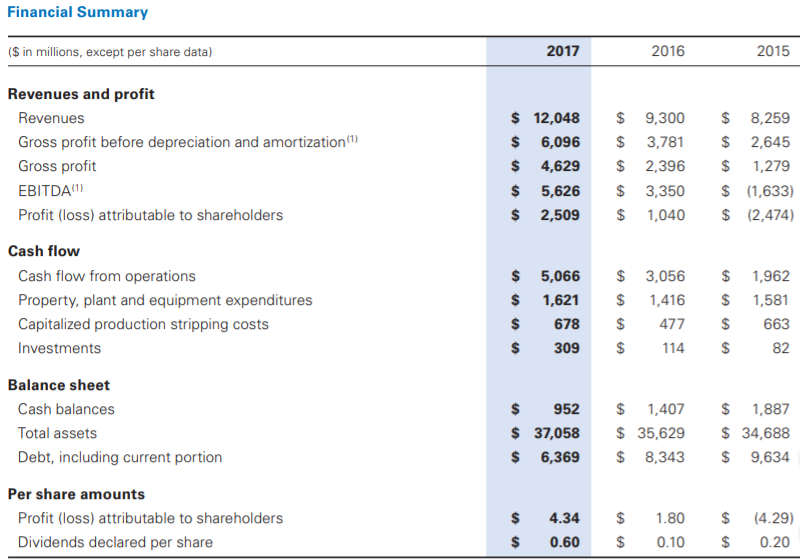 Financial Summary
($ in millions, except per share data) 2017 2016 2015
Revenues and profit
Revenues $ 12,048 $ 9,300 $ 8,259
Gross profit before depreciation and amortization(1) $ 6,096 $ 3,781 $ 2,645
Gross profit $ 4,629 $ 2,396 $ 1,279
EBITDA(1) $ 5,626 $ 3,350 $ (1,633)
Profit (loss) attributable to shareholders $ 2,509 $ 1,040 $ (2,474)
Cash flow
Cash flow from operations $ 5,066 $ 3,056 $ 1,962
Property, plant and equipment expenditures $ 1,621 $ 1,416 $ 1,581
Capitalized production stripping costs $ 678 $ 477 $ 663
Investments $ 309 $ 114 $ 82
Balance sheet
Cash balances $ 952 $ 1,407 $ 1,887
Total assets $ 37,058 $ 35,629 $ 34,688
Debt, including current portion $ 6,369 $ 8,343 $ 9,634
Per share amounts
Profit (loss) attributable to shareholders $ 4.34 $ 1.80 $ (4.29)
Dividends declared per share $ 0.60 $ 0.10 $ 0.20